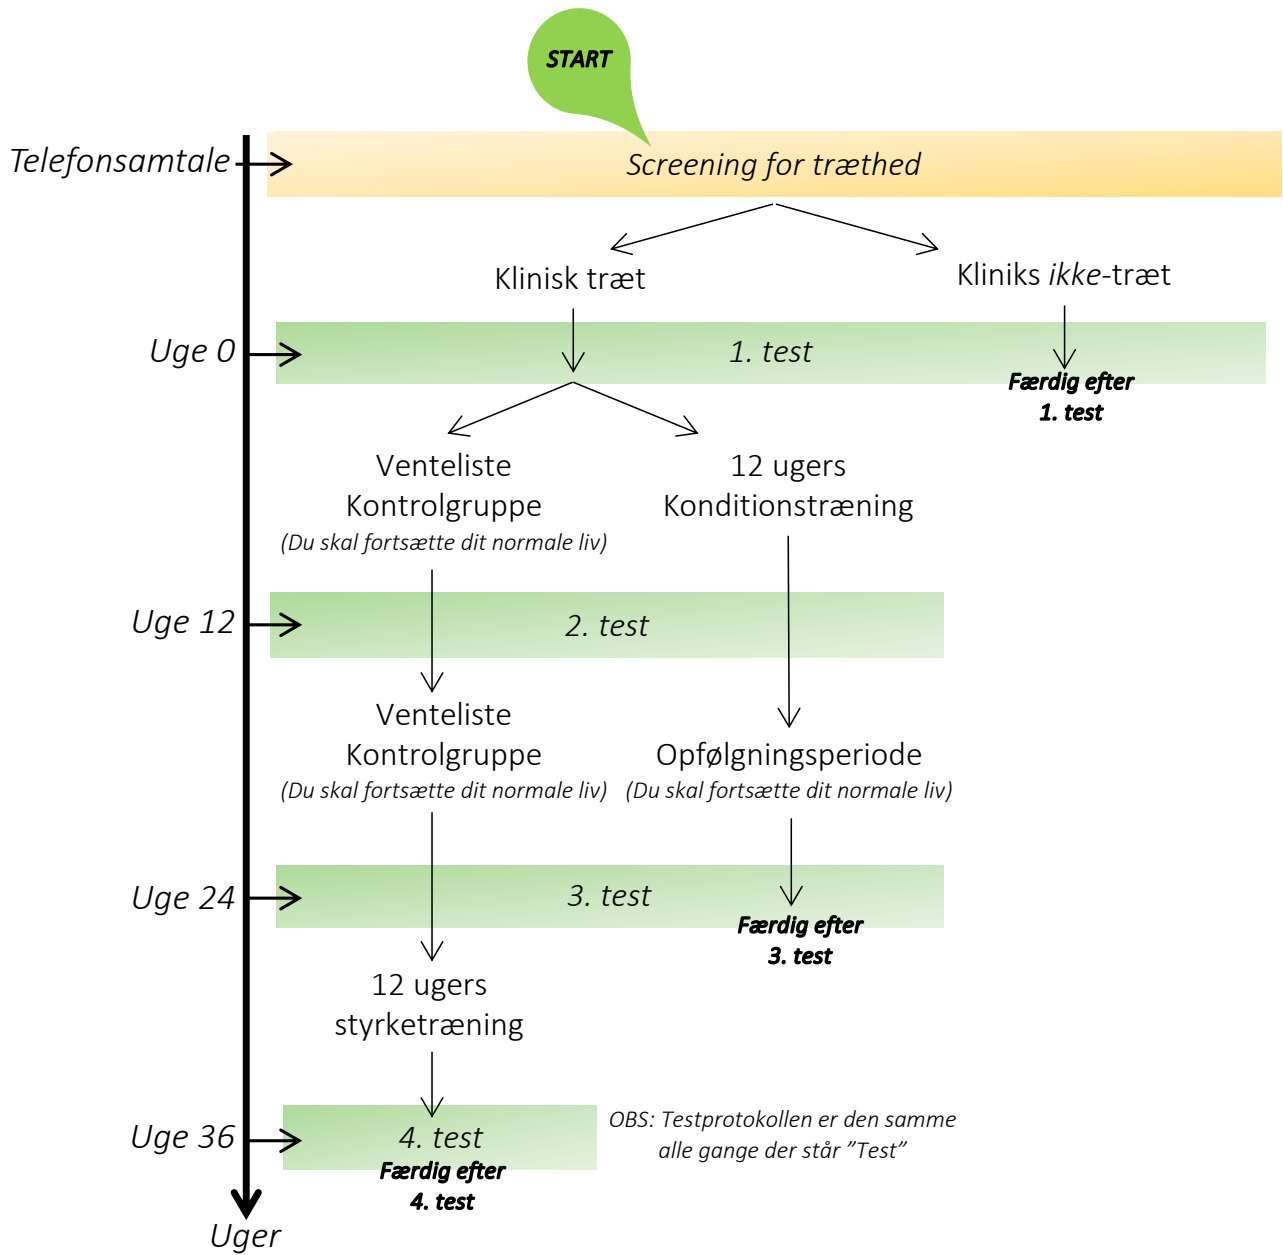 START
Telefonsamtale
Screening for træthed
Klinisk træt
Kliniks ikke-træt
Uge 0
1. test
Færdig efter
1. test
Venteliste
Kontrolgruppe
(Du skal fortsætte dit normale liv)
12 ugers
Konditionstræning
Uge 12
2. test
Venteliste
Kontrolgruppe
(Du skal fortsætte dit normale liv)
Opfølgningsperiode
(Du skal fortsætte dit normale liv)
Uge 24
3. test
Færdig efter
3. test
12 ugers
styrketræning
Uge 36
4. test
Færdig efter
4. test
OBS: Testprotokollen er den samme
alle gange der står ”Test”
Uger